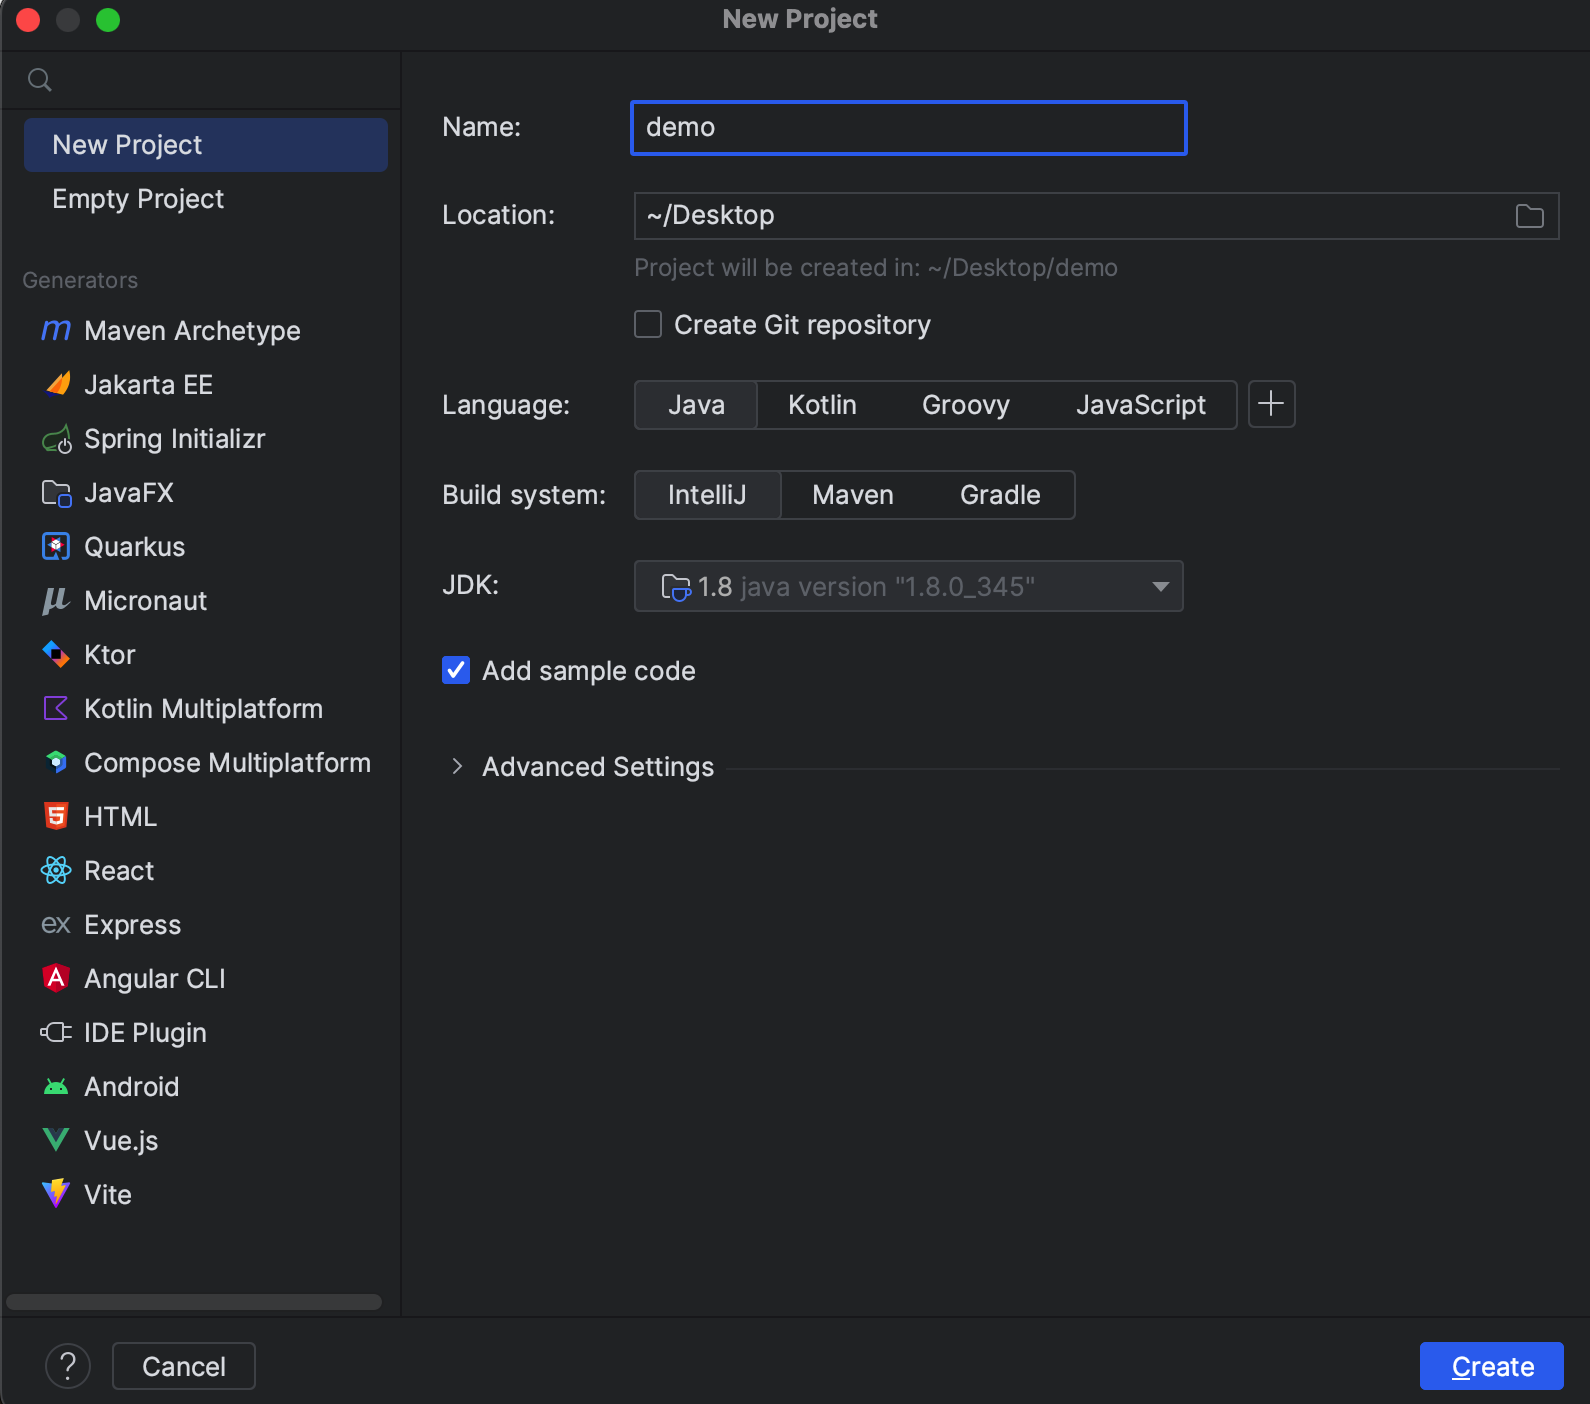 New Project
New Project
Empty Project
Generators
Maven Archetype
Jakarta EE
Spring Initializr
JavaFX
Quarkus
Micronaut
Ktor
Kotlin Multiplatform
Compose Multiplatform
HTML
React
ex Express
Angular CLI
IDE Plugin
Android
Vue.js
Vite
Name: demo
Location: ~/Desktop
Project will be created in: ~/Desktop/demo
Create Git repository
Language: Java Kotlin Groovy JavaScript
Build system: IntelliJ Maven Gradle
JDK: 1.8 java version "1.8.0_345"
Add sample code
Advanced Settings
? Cancel Create